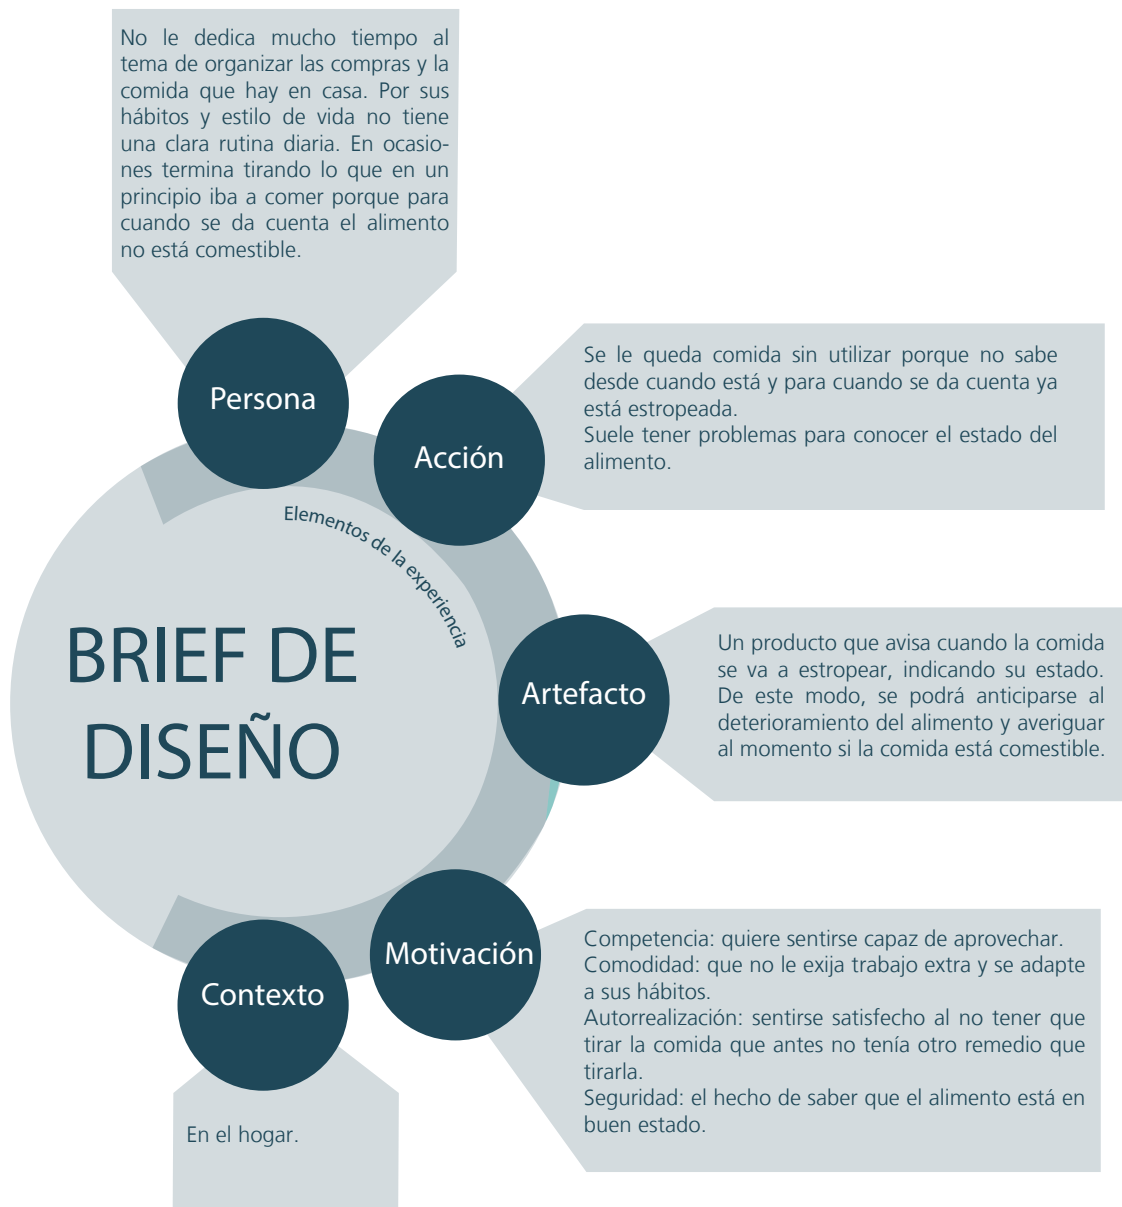 No le dedica mucho tiempo al
tema de organizar las compras y la
comida que hay en casa. Por sus
hábitos y estilo de vida no tiene
una clara rutina diaria. En ocasio-
nes termina tirando lo que en un
principio iba a comer porque para
cuando se da cuenta el alimento
no está comestible.
Persona
Se le queda comida sin utilizar porque no sabe
desde cuando está y para cuando se da cuenta ya
está estropeada.
Suele tener problemas para conocer el estado del
alimento.
Acción
Elementos de la experiencia
BRIEF DE
DISEÑO
Un producto que avisa cuando la comida
se va a estropear, indicando su estado.
De este modo, se podrá anticiparse al
deterioramiento del alimento y averiguar
al momento si la comida está comestible.
Artefacto
Competencia: quiere sentirse capaz de aprovechar.
Comodidad: que no le exija trabajo extra y se adapte
a sus hábitos.
Autorrealización: sentirse satisfecho al no tener que
tirar la comida que antes no tenía otro remedio que
tirarla.
Seguridad: el hecho de saber que el alimento está en
buen estado.
Motivación
Contexto
En el hogar.